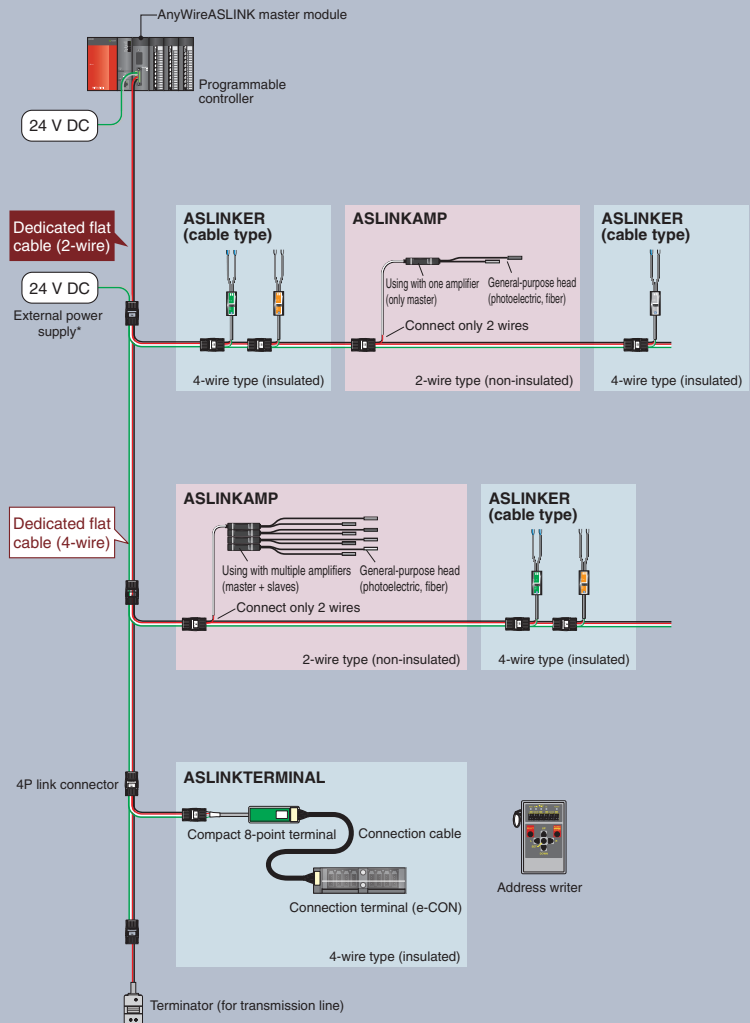 AnyWireASLINK master module
Programmable
controller
24 V DC
Dedicated flat
cable (2-wire)
24 V DC
External power
supply*
ASLINKER
(cable type)
4-wire type (insulated)
ASLINKAMP
Using with one amplifier
(only master)
General-purpose head
(photoelectric, fiber)
Connect only 2 wires
2-wire type (non-insulated)
ASLINKER
(cable type)
4-wire type (insulated)
Dedicated flat
cable (4-wire)
ASLINKAMP
Using with multiple amplifiers
(master + slaves)
General-purpose head
(photoelectric, fiber)
Connect only 2 wires
2-wire type (non-insulated)
ASLINKER
(cable type)
4-wire type (insulated)
4P link connector
ASLINKTERMINAL
Compact 8-point terminal
Connection cable
Connection terminal (e-CON)
4-wire type (insulated)
Address writer
Terminator (for transmission line)